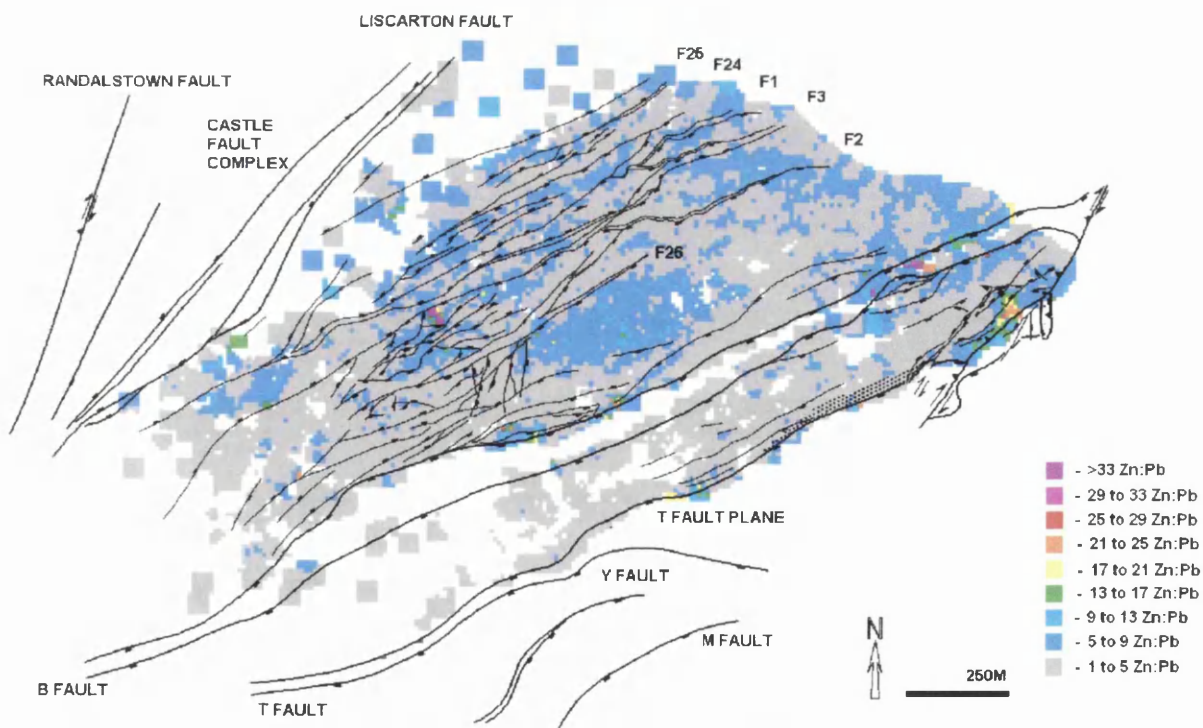 LISCARTON FAULT
RANDALSTOWN FAULT
CASTLE
FAULT
COMPLEX
F25
F24
F1
F3
F2
F26
T FAULT PLANE
Y FAULT
M FAULT
B FAULT
T FAULT
N
250M
- >33 Zn:Pb
- 29 to 33 Zn:Pb
- 25 to 29 Zn:Pb
- 21 to 25 Zn:Pb
- 17 to 21 Zn:Pb
- 13 to 17 Zn:Pb
- 9 to 13 Zn:Pb
- 5 to 9 Zn:Pb
- 1 to 5 Zn:Pb